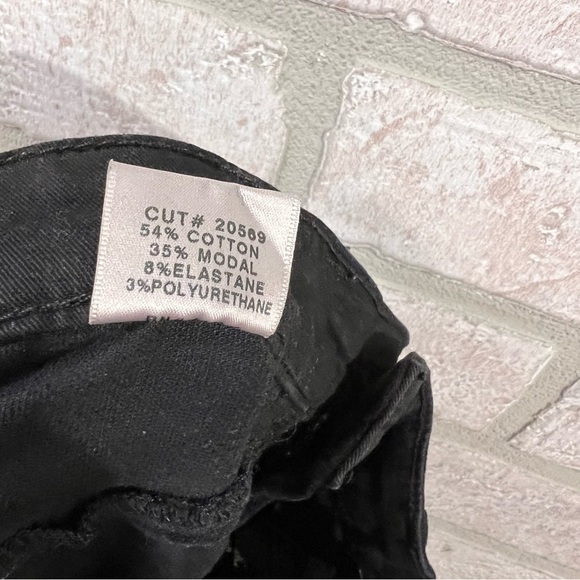 CUT# 20569
54% COTTON
35% MODAL
8%ELASTANE
3%POLYURETHANE